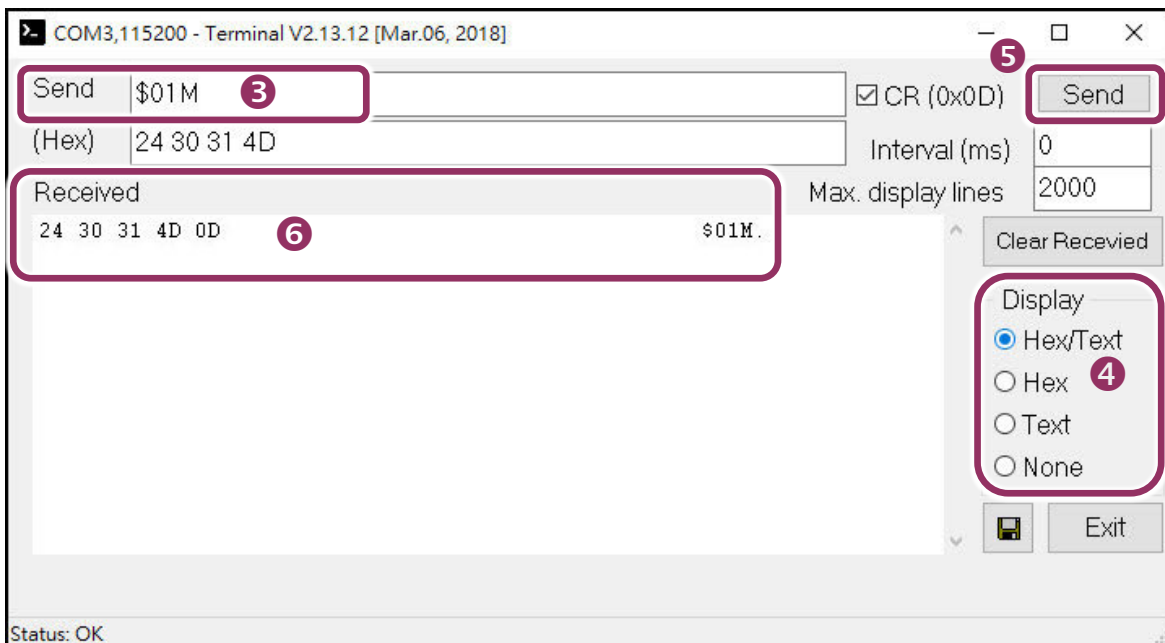 COM3,115200 - Terminal V2.13.12 [Mar.06, 2018]
5
Send $01M 3 CR (0x0D) Send
(Hex) 24 30 31 4D Interval (ms) 0
Received Max. display lines 2000
24 30 31 4D 0D 6 $01M.
Clear Recevied
Display
Hex/Text
Hex 4
Text
None
Exit
Status: OK